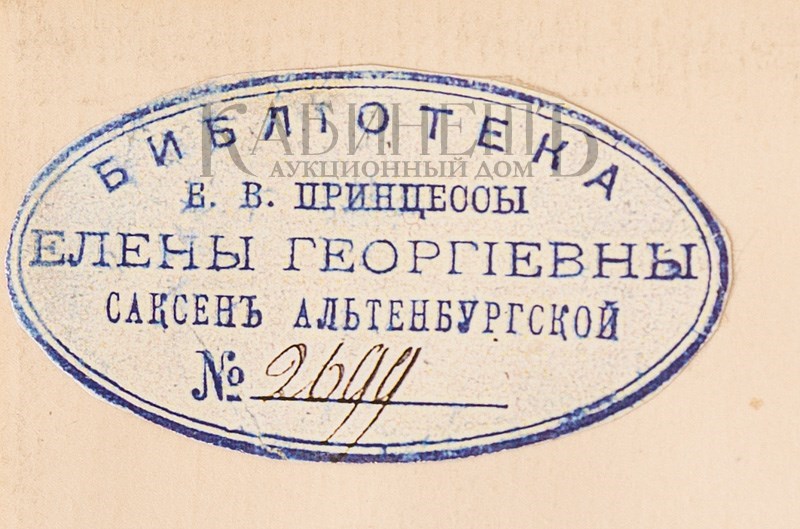 БИБЛІОТЕКА
КАБИНЕТЪ
АУКЦИОННЫЙ ДОМ
Е. В. ПРИНЦЕССЫ
ЕЛЕНЫ ГЕОРГІЕВНЫ
САКСЕНЪ АЛЬТЕНБУРГСКОЙ
№ 2699